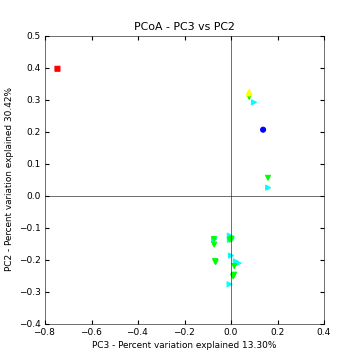 PCoA - PC3 vs PC2
0.5
0.4
0.3
0.2
0.1
0.0
−0.1
−0.2
−0.3
−0.4
PC2 - Percent variation explained 30.42%
−0.8 −0.6 −0.4 −0.2 0.0 0.2 0.4
PC3 - Percent variation explained 13.30%